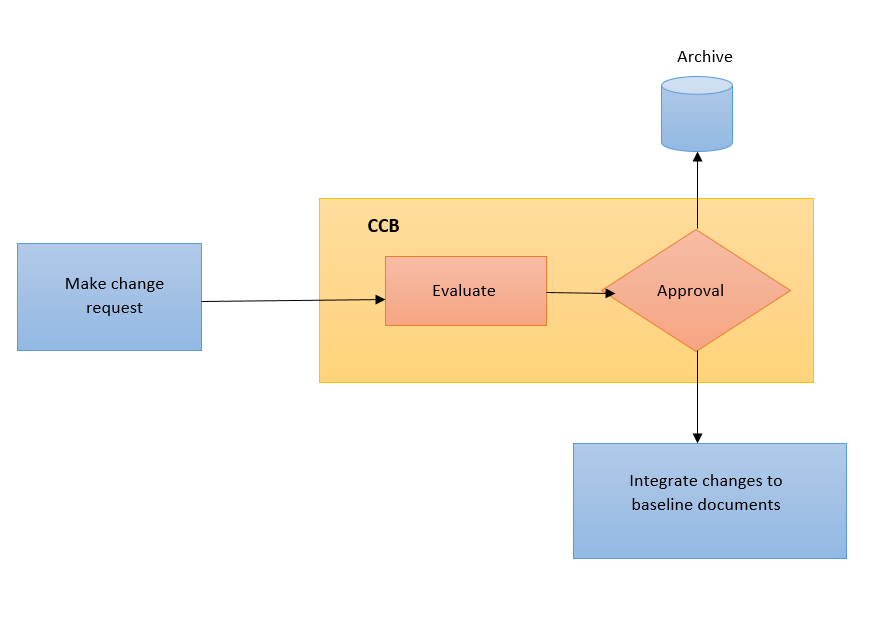 Archive
CCB
Make change
request
Evaluate
Approval
Integrate changes to
baseline documents